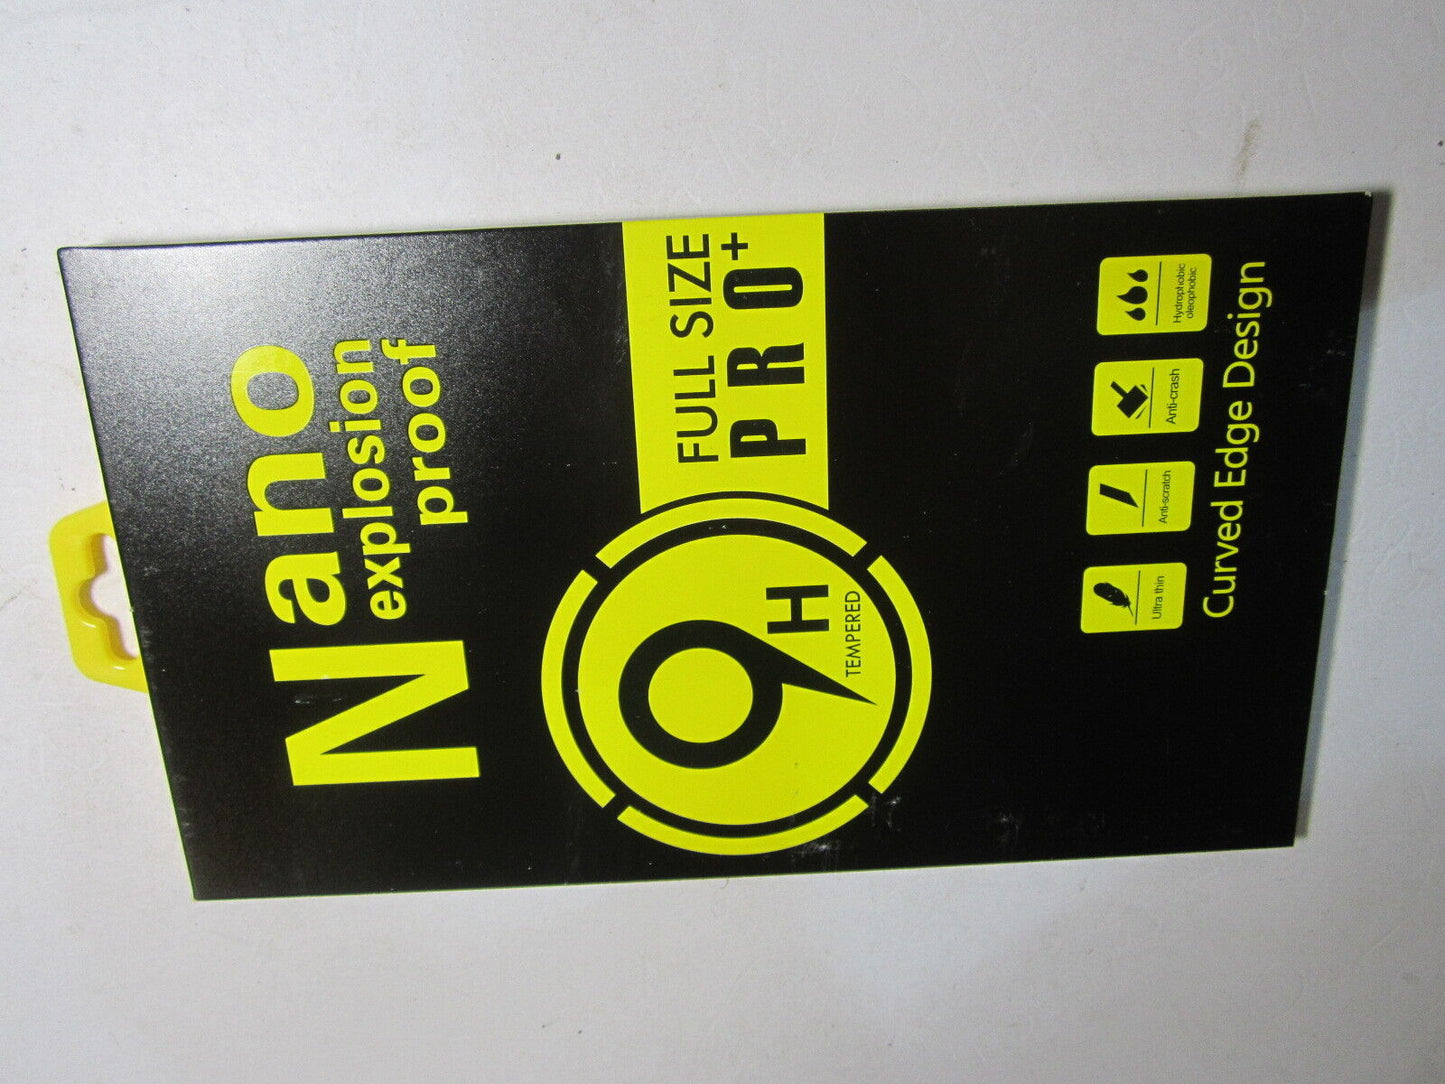 Nano
explosion
proof
FULL SIZE
PRO+
9H
TEMPERED
Ultra thin
Anti-scratch
Anti-crash
Hydrophobic
oleophobic
Curved Edge Design